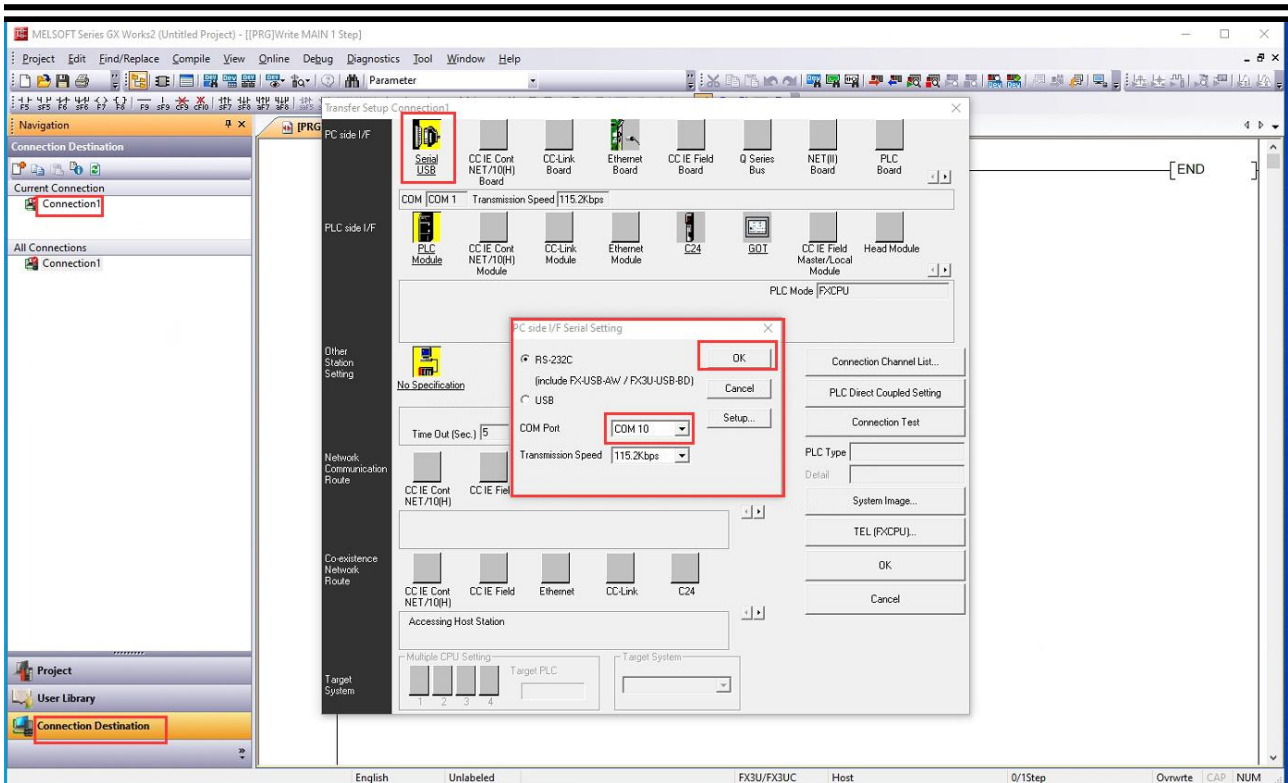 MELSOFT Series GX Works2 (Untitled Project) - [[PRG]Write MAIN 1 Step]
Project Edit Find/Replace Compile View Online Debug Diagnostics Tool Window Help
Parameter
Navigation
[PRG
Connection Destination
Current Connection
Connection1
All Connections
Connection1
Project
User Library
Connection Destination
END
Transfer Setup Connection1
PC side I/F
Serial USB
CC IE Cont NET/10(H) Board
CC-Link Board
Ethernet Board
CC IE Field Board
Q Series Bus
NET(II) Board
PLC Board
COM COM 1 Transmission Speed 115.2Kbps
PLC side I/F
PLC Module
CC IE Cont NET/10(H) Module
CC-Link Module
Ethernet Module
C24
GOT
CC IE Field Master/Local Module
Head Module
PLC Mode FXCPU
Other Station Setting
No Specification
Time Out (Sec.) 5
PC side I/F Serial Setting
RS-232C
(include FX-USB-AW / FX3U-USB-BD)
USB
COM Port COM 10
Transmission Speed 115.2Kbps
OK
Cancel
Setup...
Connection Channel List...
PLC Direct Coupled Setting
Connection Test
PLC Type
Detail
System Image...
TEL (FXCPU)...
OK
Cancel
Network Communication Route
CC IE Cont NET/10(H)
CC IE Fiel
Co-existence Network Route
CC IE Cont NET/10(H)
CC IE Field
Ethernet
CC-Link
C24
Accessing Host Station
Target System
Multiple CPU Setting
1 2 3 4
Target PLC
Target System
English Unlabeled FX3U/FX3UC Host 0/1Step Ovrwrte CAP NUM